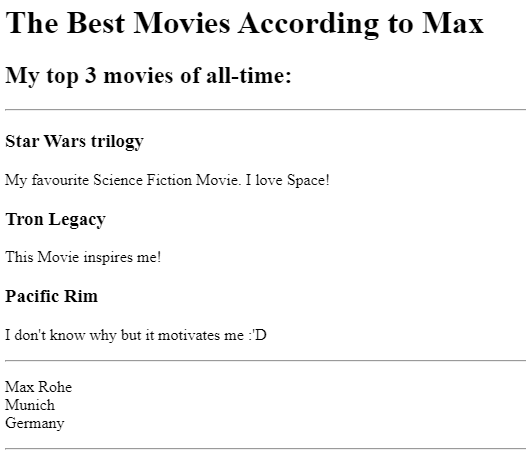 The Best Movies According to Max
My top 3 movies of all-time:
Star Wars trilogy
My favourite Science Fiction Movie. I love Space!
Tron Legacy
This Movie inspires me!
Pacific Rim
I don't know why but it motivates me :'D
Max Rohe
Munich
Germany